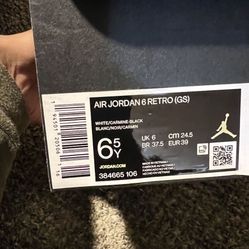 AIR JORDAN 6 RETRO (GS)
WHITE/CARMINE-BLACK
BLANC/NOIR/CARMIN
6.5Y
UK 6
cm 24.5
BR 37.5
EUR 39
JORDAN.COM
384665 106